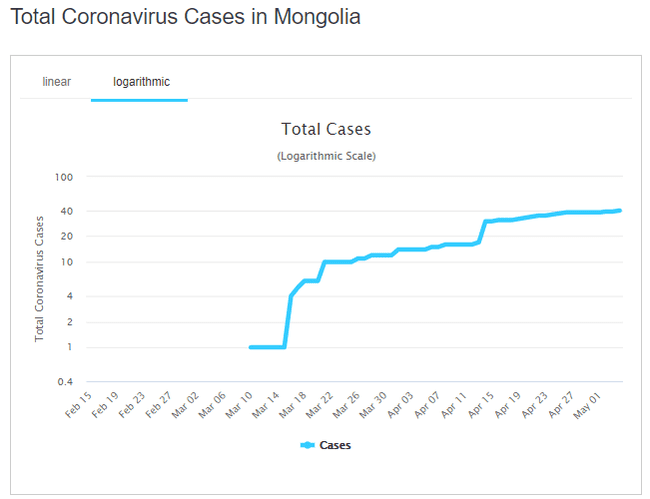 Total Coronavirus Cases in Mongolia
linear logarithmic
Total Cases
(Logarithmic Scale)
Total Coronavirus Cases
100
40
20
10
4
2
1
0.4
Feb 15 Feb 19 Feb 23 Feb 27 Mar 02 Mar 06 Mar 10 Mar 14 Mar 18 Mar 22 Mar 26 Mar 30 Apr 03 Apr 07 Apr 11 Apr 15 Apr 19 Apr 23 Apr 27 May 01
Cases